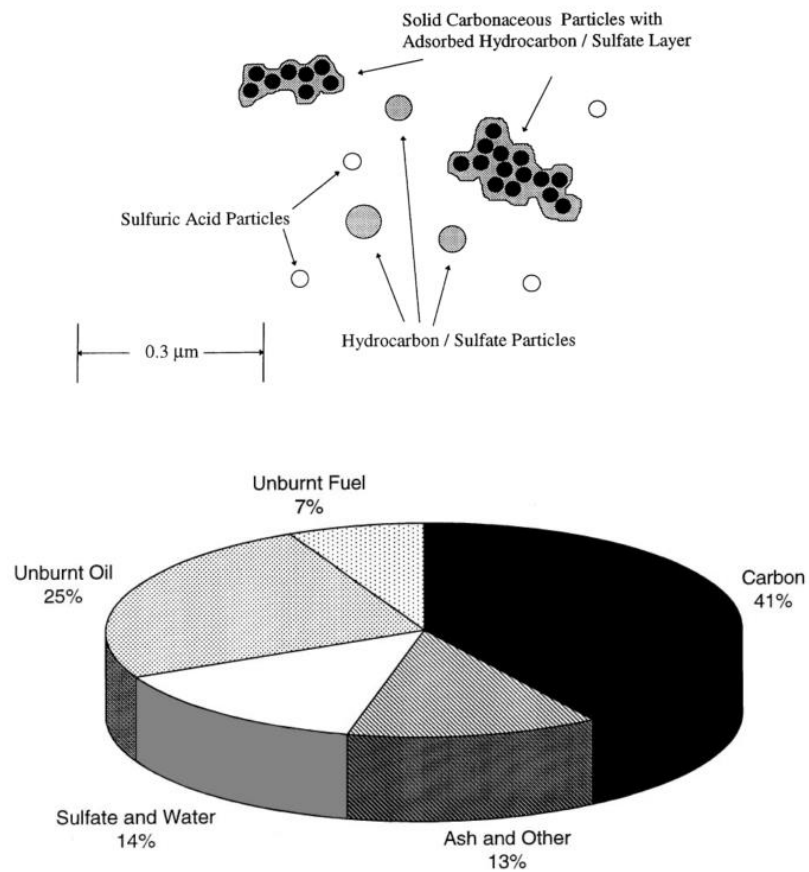 Solid Carbonaceous Particles with
Adsorbed Hydrocarbon / Sulfate Layer
Sulfuric Acid Particles
Hydrocarbon / Sulfate Particles
0.3 μm
Unburnt Fuel
7%
Unburnt Oil
25%
Carbon
41%
Sulfate and Water
14%
Ash and Other
13%